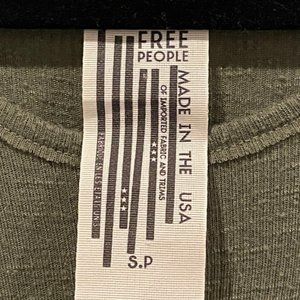 FREE
PEOPLE
MADE IN THE USA
OF IMPORTED FABRIC AND TRIMS
S.P